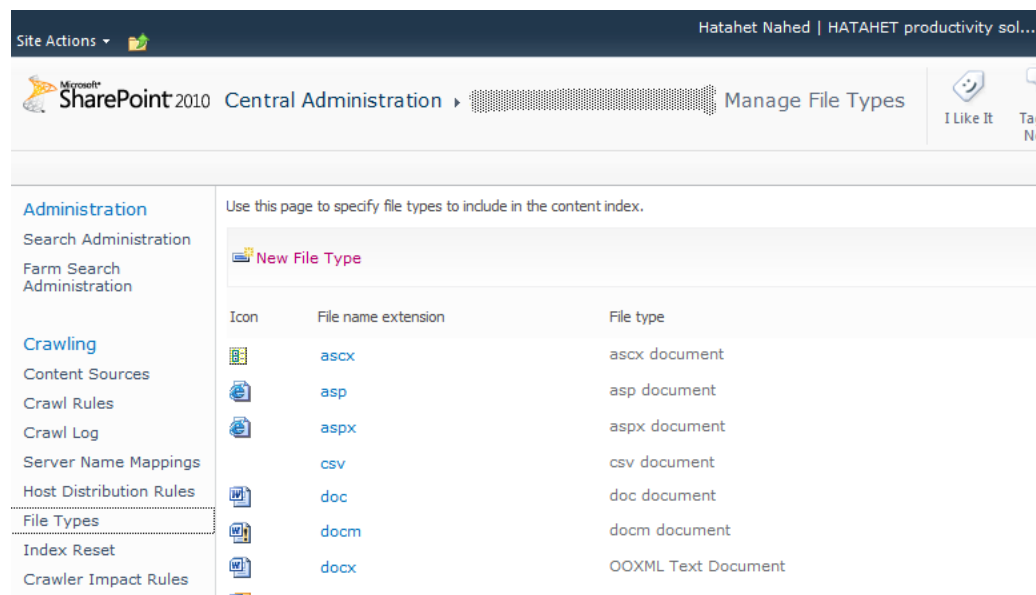 Hatahet Nahed | HATAHET productivity sol...
Site Actions
Microsoft
SharePoint 2010 Central Administration Manage File Types
I Like It
Use this page to specify file types to include in the content index.
New File Type
Administration
Search Administration
Farm Search
Administration
Crawling
Content Sources
Crawl Rules
Crawl Log
Server Name Mappings
Host Distribution Rules
File Types
Index Reset
Crawler Impact Rules
Icon File name extension File type
ascx ascx document
asp asp document
aspx aspx document
csv csv document
doc doc document
docm docm document
docx OOXML Text Document